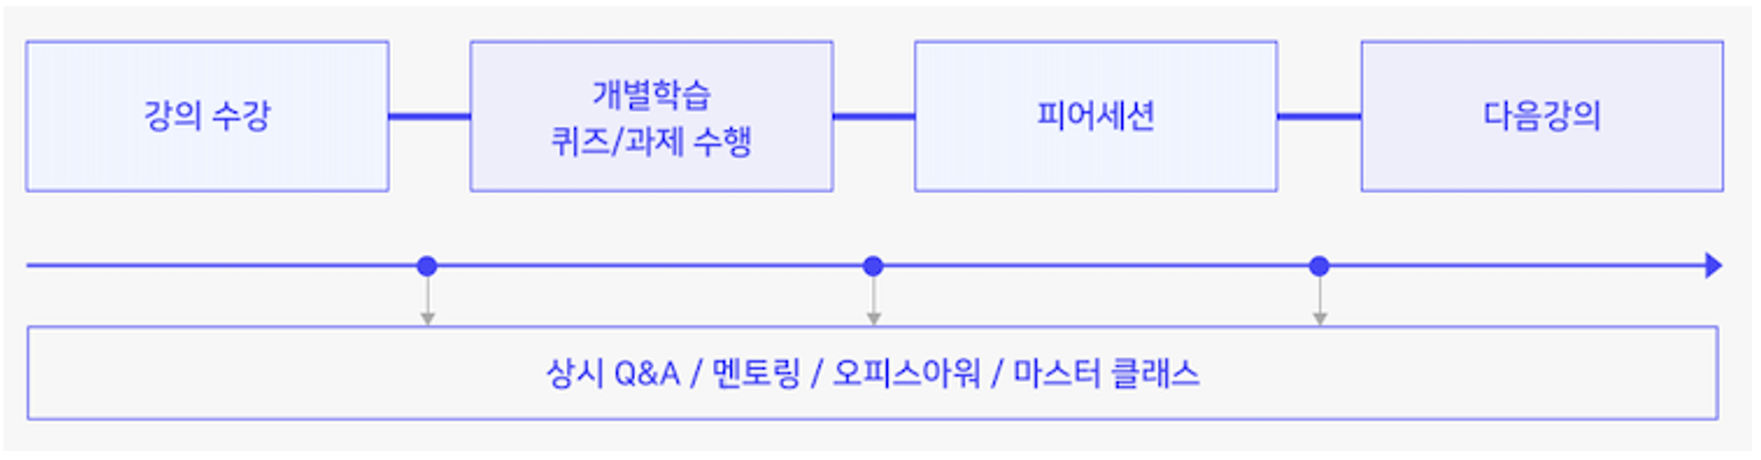 강의 수강
개별학습
퀴즈/과제 수행
피어세션
다음강의
상시 Q&A / 멘토링 / 오피스아워 / 마스터 클래스